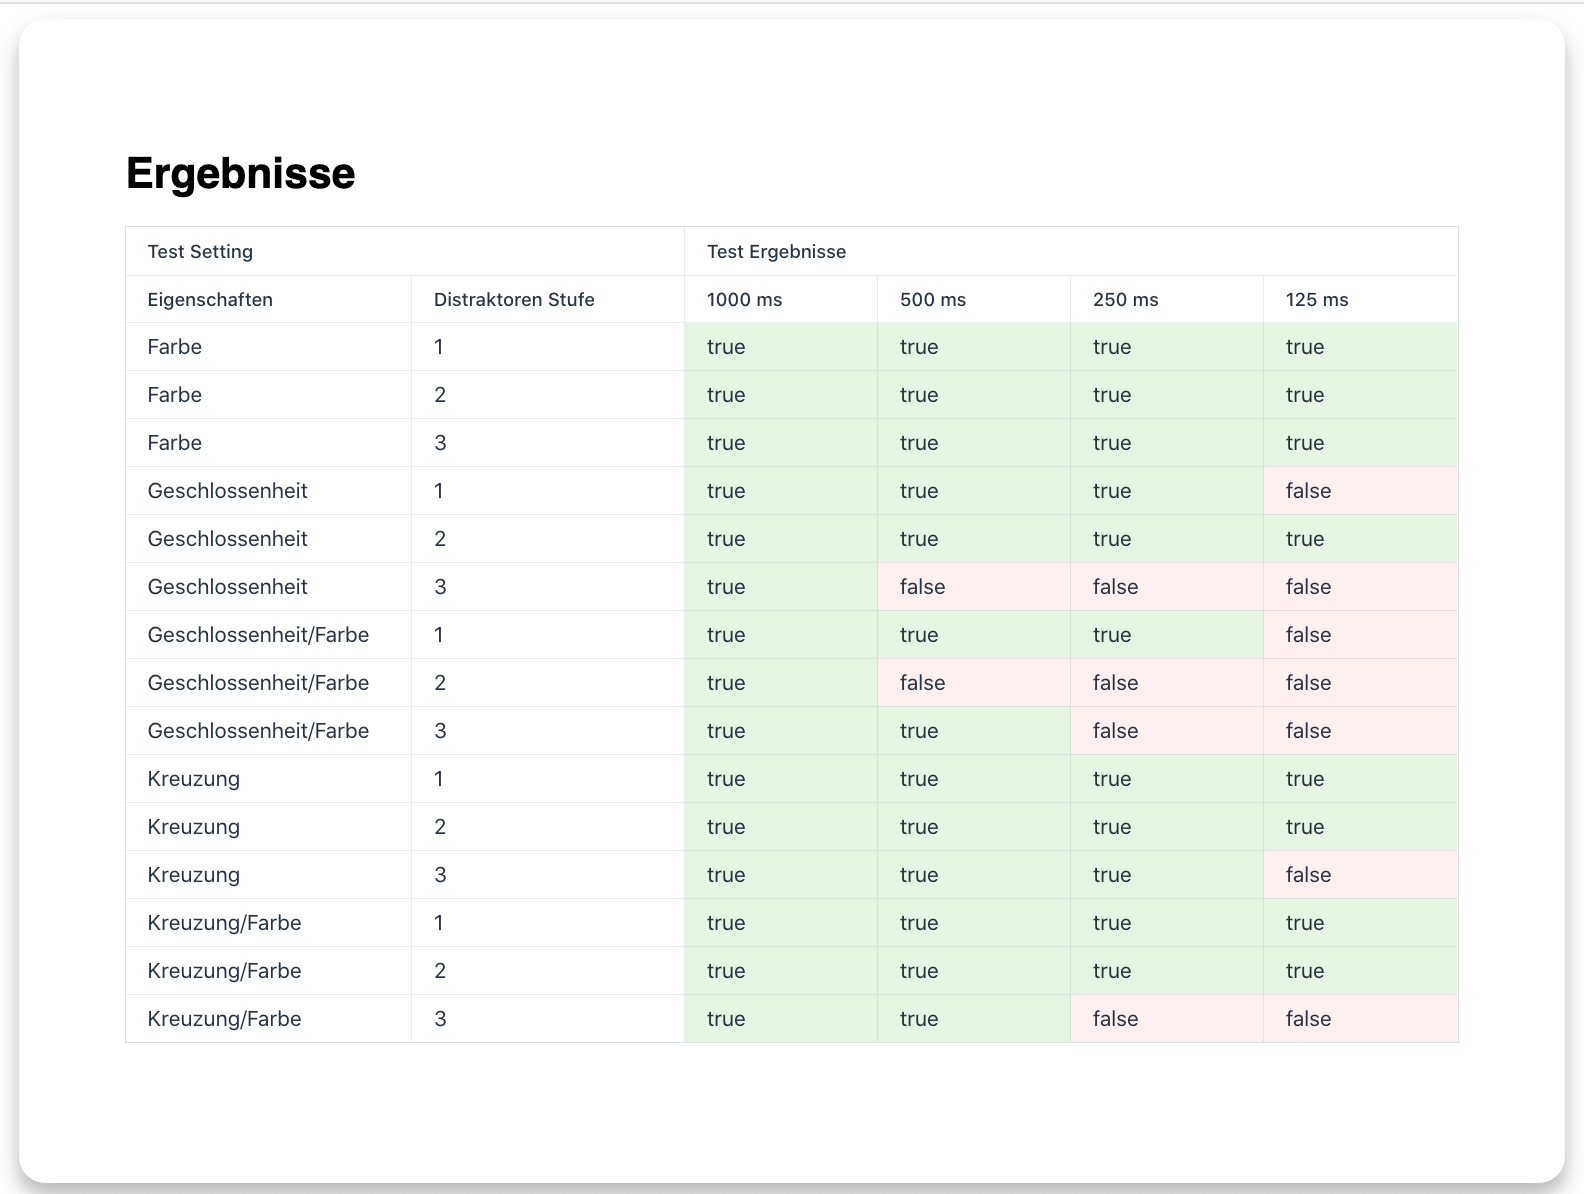 Ergebnisse
Test Setting Test Ergebnisse
Eigenschaften Distraktoren Stufe 1000 ms 500 ms 250 ms 125 ms
Farbe 1 true true true true
Farbe 2 true true true true
Farbe 3 true true true true
Geschlossenheit 1 true true true false
Geschlossenheit 2 true true true true
Geschlossenheit 3 true false false false
Geschlossenheit/Farbe 1 true true true false
Geschlossenheit/Farbe 2 true false false false
Geschlossenheit/Farbe 3 true true false false
Kreuzung 1 true true true true
Kreuzung 2 true true true true
Kreuzung 3 true true true false
Kreuzung/Farbe 1 true true true true
Kreuzung/Farbe 2 true true true true
Kreuzung/Farbe 3 true true false false